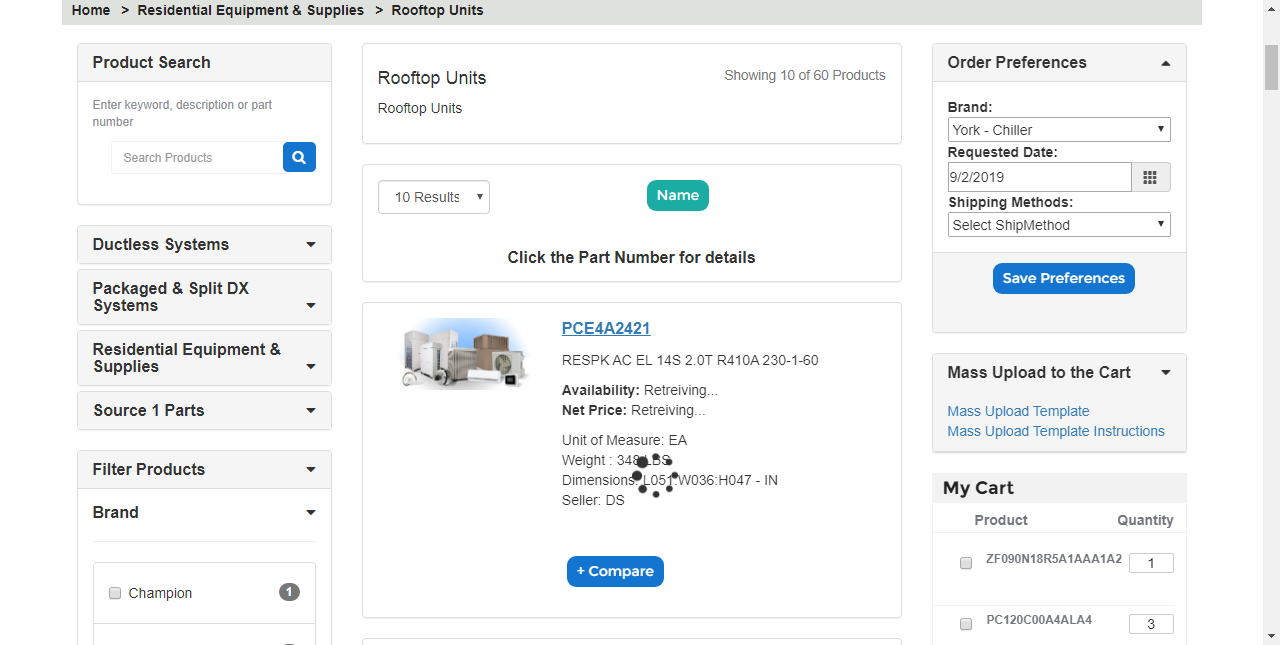 Home > Residential Equipment & Supplies > Rooftop Units
Product Search
Enter keyword, description or part
number
Search Products
Ductless Systems
Packaged & Split DX
Systems
Residential Equipment &
Supplies
Source 1 Parts
Filter Products
Brand
Champion 1
Rooftop Units
Showing 10 of 60 Products
Rooftop Units
10 Results
Name
Click the Part Number for details
PCE4A2421
RESPK AC EL 14S 2.0T R410A 230-1-60
Availability: Retreiving...
Net Price: Retreiving...
Unit of Measure: EA
Weight : 348 LBS
Dimensions: L051:W036:H047 - IN
Seller: DS
+ Compare
Order Preferences
Brand:
York - Chiller
Requested Date:
9/2/2019
Shipping Methods:
Select ShipMethod
Save Preferences
Mass Upload to the Cart
Mass Upload Template
Mass Upload Template Instructions
My Cart
Product Quantity
ZF090N18R5A1AAA1A2 1
PC120C00A4ALA4 3